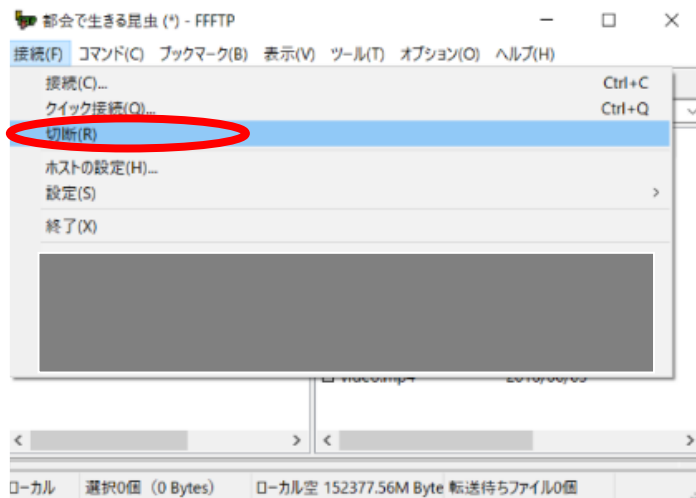 都会で生きる昆虫 (*) - FFFTP
接続(F) コマンド(C) ブックマーク(B) 表示(V) ツール(T) オプション(O) ヘルプ(H)
接続(C)... Ctrl+C
クイック接続(Q)... Ctrl+Q
切断(R)
ホストの設定(H)...
設定(S)
終了(X)
video.mp4
ローカル 選択0個 (0 Bytes) ローカル空 152377.56M Byte 転送待ちファイル0個